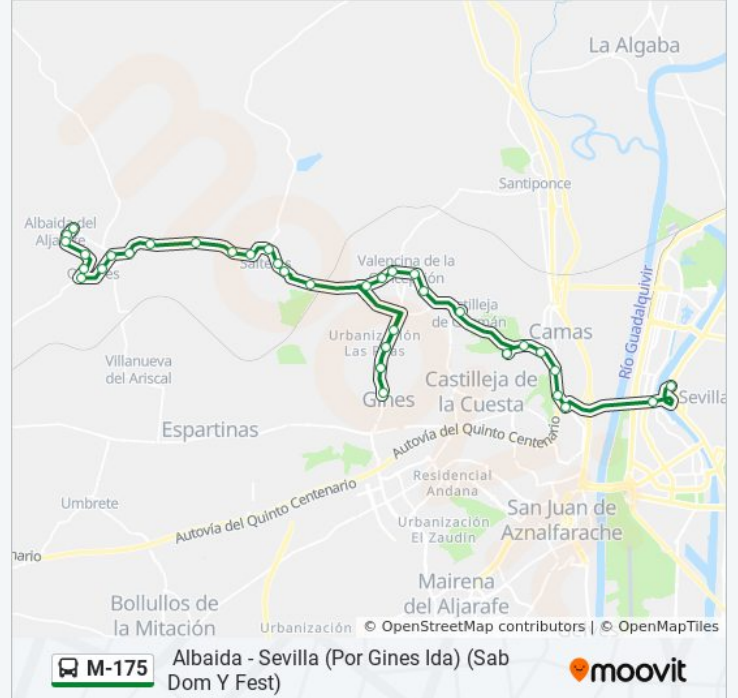 La Algaba
Santiponce
Albaida del
Aljarafe
Salteras
Valencina de la
Concepción
Castilleja
de Guzmán
Río Guadalquivir
Camas
Urbanización
Las Pilas
Villanueva
del Ariscal
Castilleja de
la Cuesta
Sevilla
Gines
Espartinas
Autovía del Quinto Centenario
Residencial
Andana
Umbrete
Autovía del Quinto Centenario
San Juan de
Aznalfarache
Urbanización
El Zaudín
nario
Mairena
del Aljarafe
Bollullos de
la Mitación
Urbanización
© OpenStreetMap contributors | © OpenMapTiles
M-175
Albaida - Sevilla (Por Gines Ida) (Sab
Dom Y Fest)
moovit